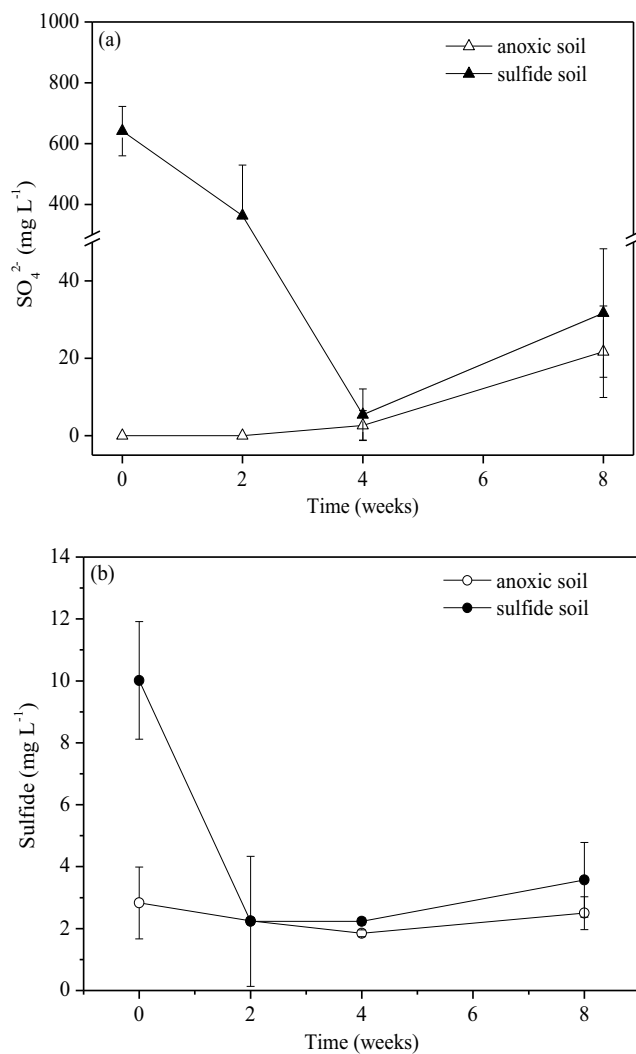 (a)
anoxic soil
sulfide soil
1000
800
600
400
40
20
0
SO₄²⁻ (mg L⁻¹)
0 2 4 6 8
Time (weeks)
(b)
anoxic soil
sulfide soil
14
12
10
8
6
4
2
0
Sulfide (mg L⁻¹)
0 2 4 6 8
Time (weeks)